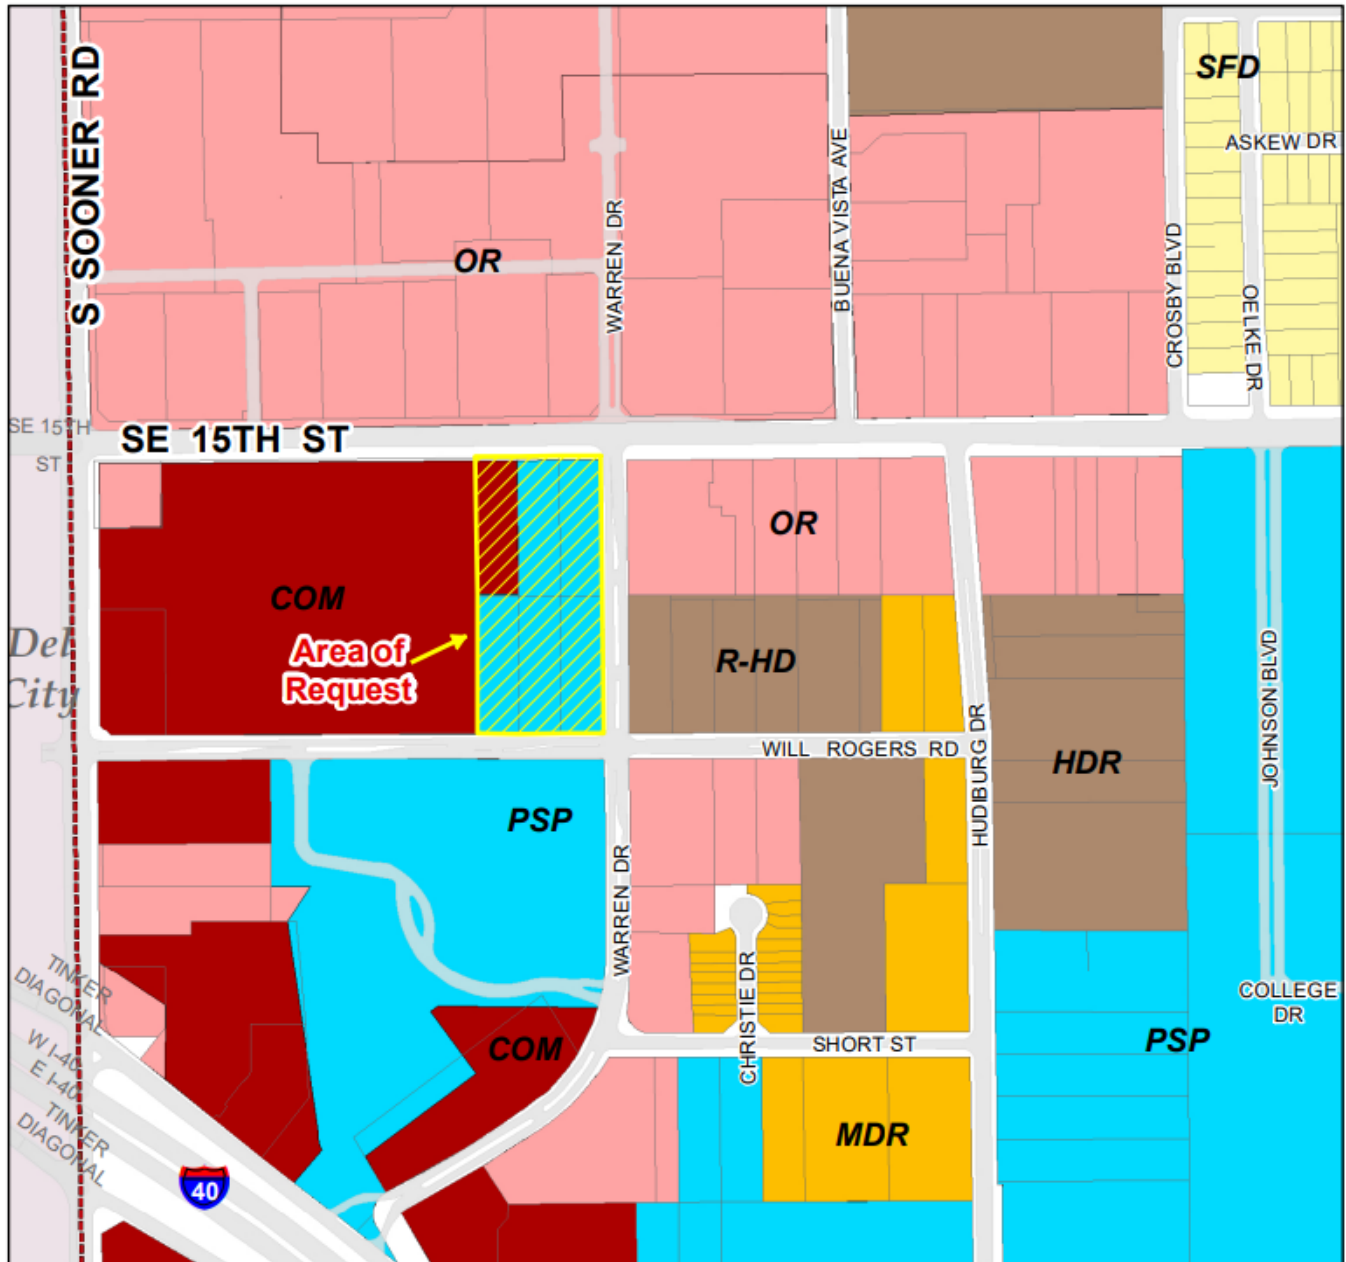 S SOONER RD
SFD
ASKEW DR
BUENA VISTA AVE
WARREN DR
CROSBY BLVD
OR
OELKE DR
SE 15TH
ST
SE 15TH ST
OR
COM
Area of
Request
Del
City
R-HD
JOHNSON BLVD
HUDIBURG DR
WILL ROGERS RD
HDR
PSP
WARREN DR
TINKER
DIAGONAL
CHRISTIE DR
COLLEGE
DR
W I-40
E I-40
COM
SHORT ST
PSP
TINKER
DIAGONAL
MDR
40